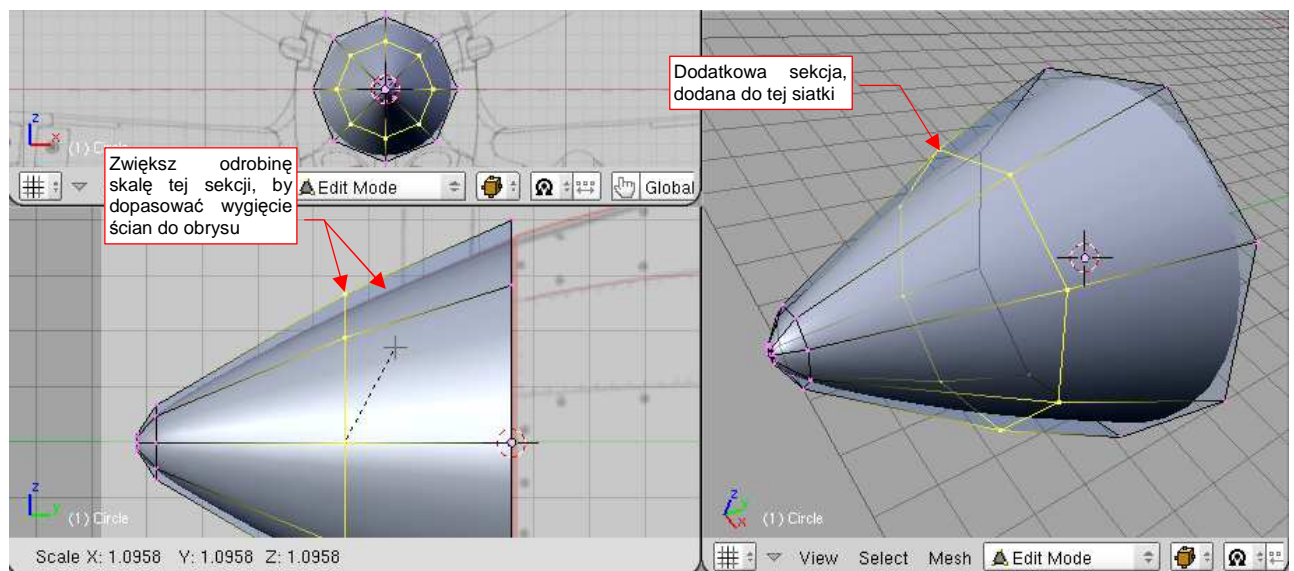 z
x
(1) Circle
Edit Mode
Global
Zwiększ odrobinę
skalę tej sekcji, by
dopasować wygięcie
ścian do obrysu
Dodatkowa sekcja,
dodana do tej siatki
z
y
(1) Circle
Scale X: 1.0958 Y: 1.0958 Z: 1.0958
z
y
x
(1) Circle
View Select Mesh Edit Mode